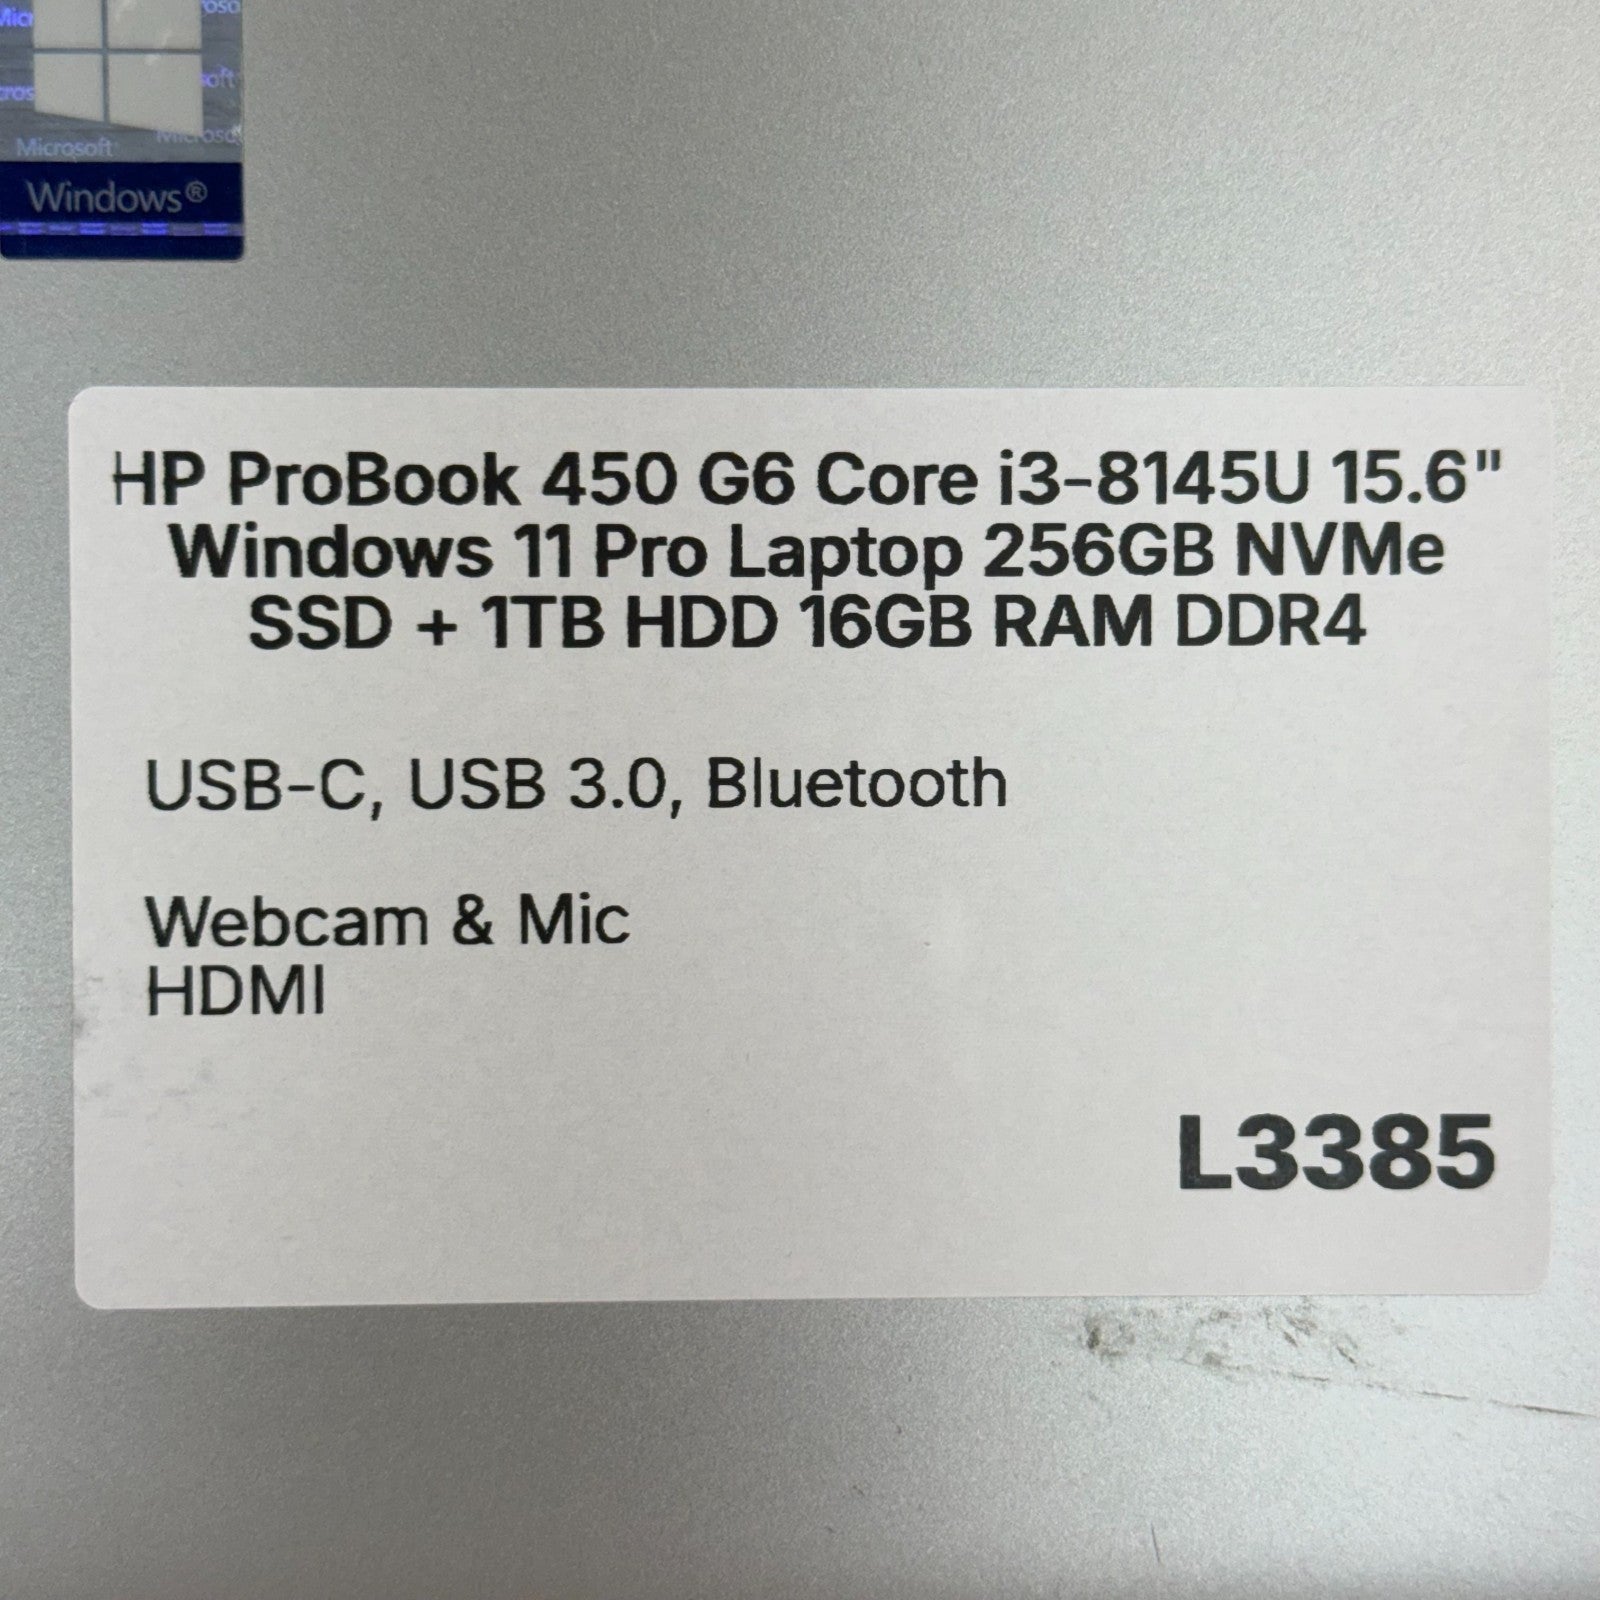 Microsoft
Microsoft
Windows®
HP ProBook 450 G6 Core i3-8145U 15.6"
Windows 11 Pro Laptop 256GB NVMe
SSD + 1TB HDD 16GB RAM DDR4
USB-C, USB 3.0, Bluetooth
Webcam & Mic
HDMI
L3385